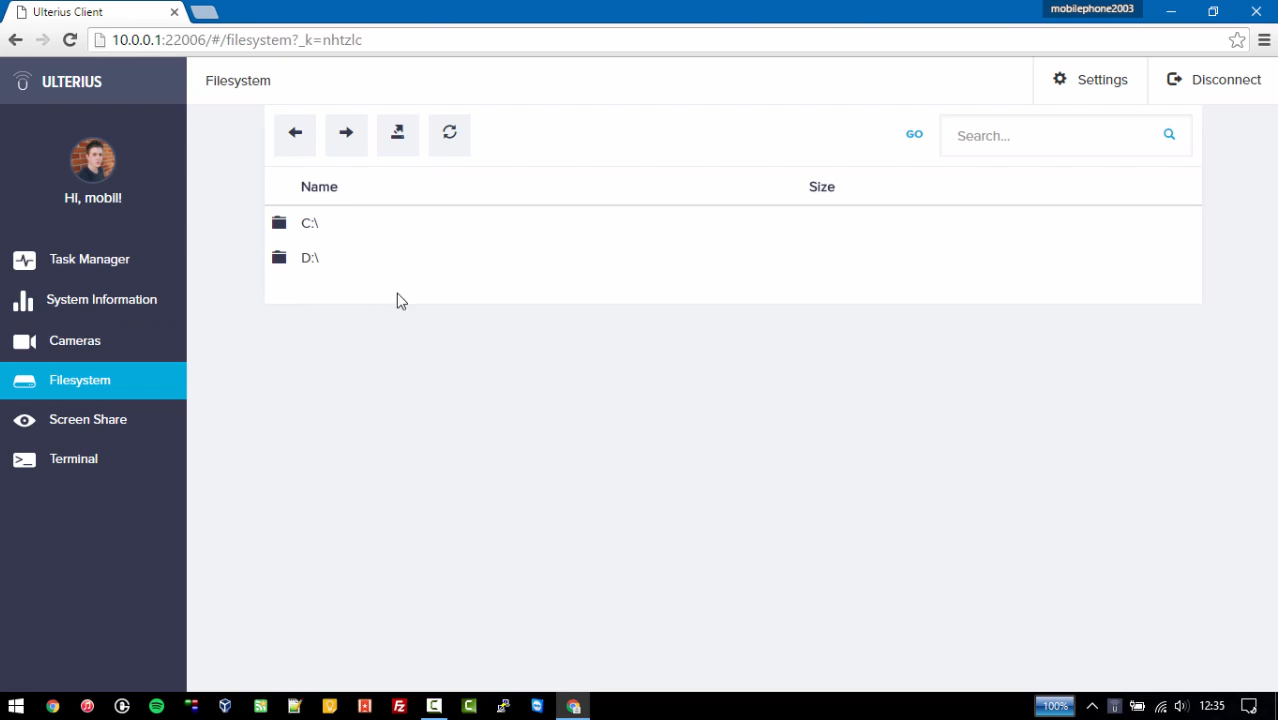 Ulterius Client
mobilephone2003
10.0.0.1:22006/#/filesystem?_k=nhtzlc
ULTERIUS
Filesystem
Settings
Disconnect
GO
Search...
Hi, mobil!
Name
Size
C:\
D:\
Task Manager
System Information
Cameras
Filesystem
Screen Share
Terminal
100%
12:35